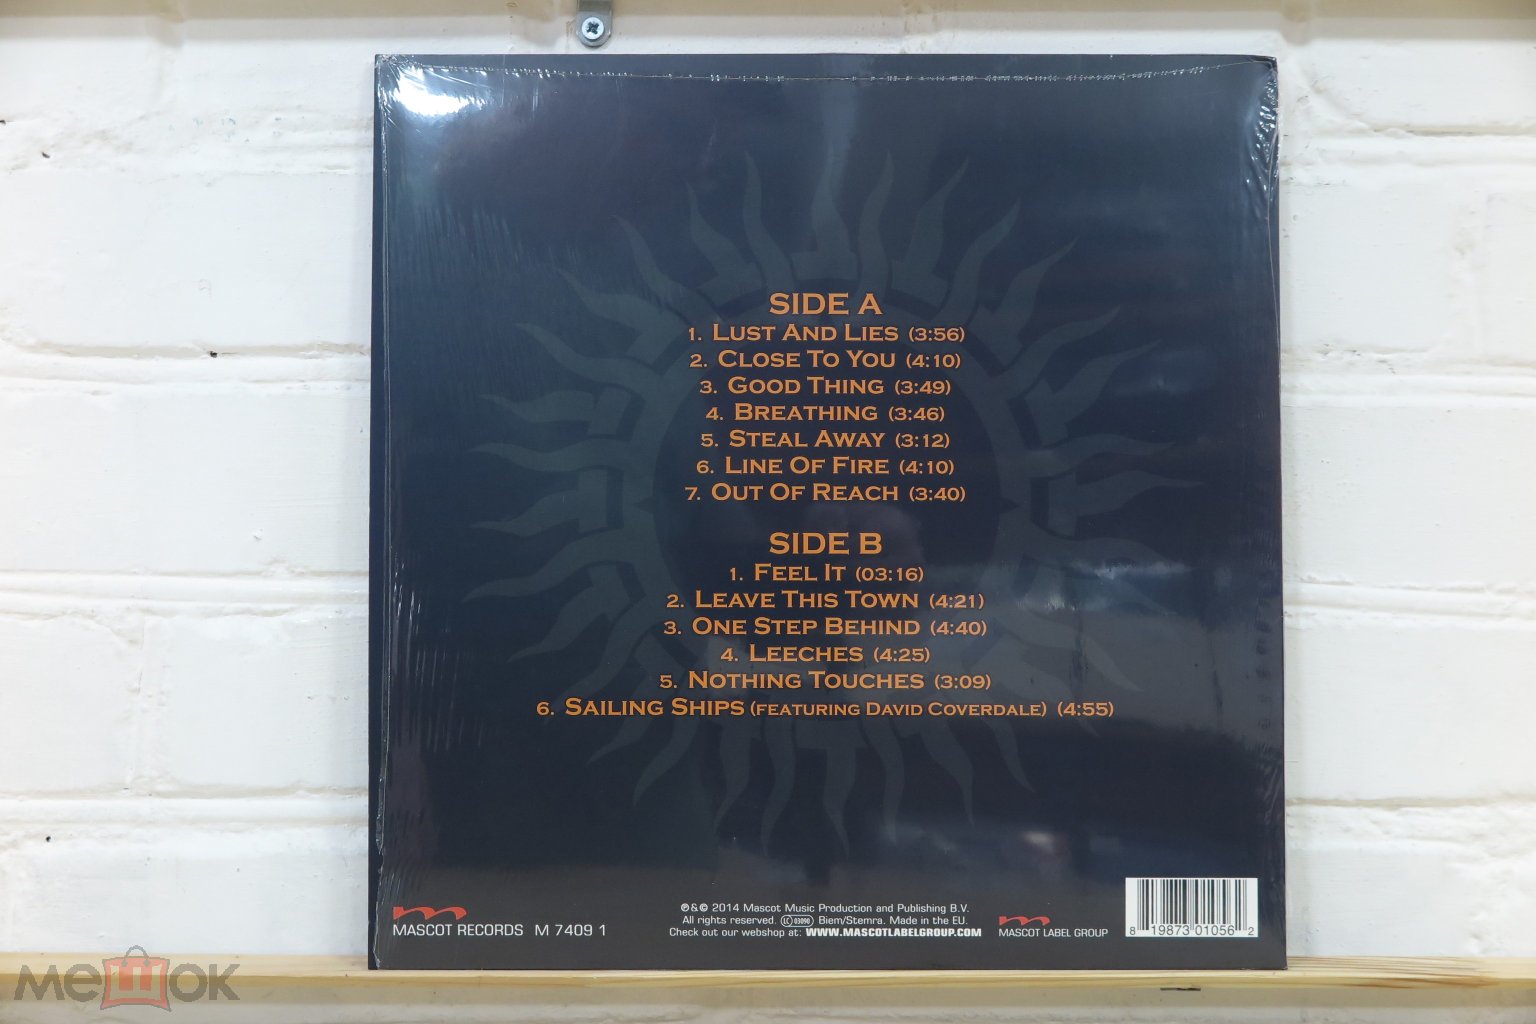 SIDE A
1. LUST AND LIES (3:56)
2. CLOSE TO YOU (4:10)
3. GOOD THING (3:49)
4. BREATHING (3:46)
5. STEAL AWAY (3:12)
6. LINE OF FIRE (4:10)
7. OUT OF REACH (3:40)
SIDE B
1. FEEL IT (03:16)
2. LEAVE THIS TOWN (4:21)
3. ONE STEP BEHIND (4:40)
4. LEECHES (4:25)
5. NOTHING TOUCHES (3:09)
6. SAILING SHIPS (FEATURING DAVID COVERDALE) (4:55)
MASCOT RECORDS M 7409 1
℗&© 2014 Mascot Music Production and Publishing B.V.
All rights reserved. LC 03090 Biem/Stemra. Made in the EU.
Check out our webshop at: WWW.MASCOTLABELGROUP.COM
MASCOT LABEL GROUP
8 19873 01056 2
мешок